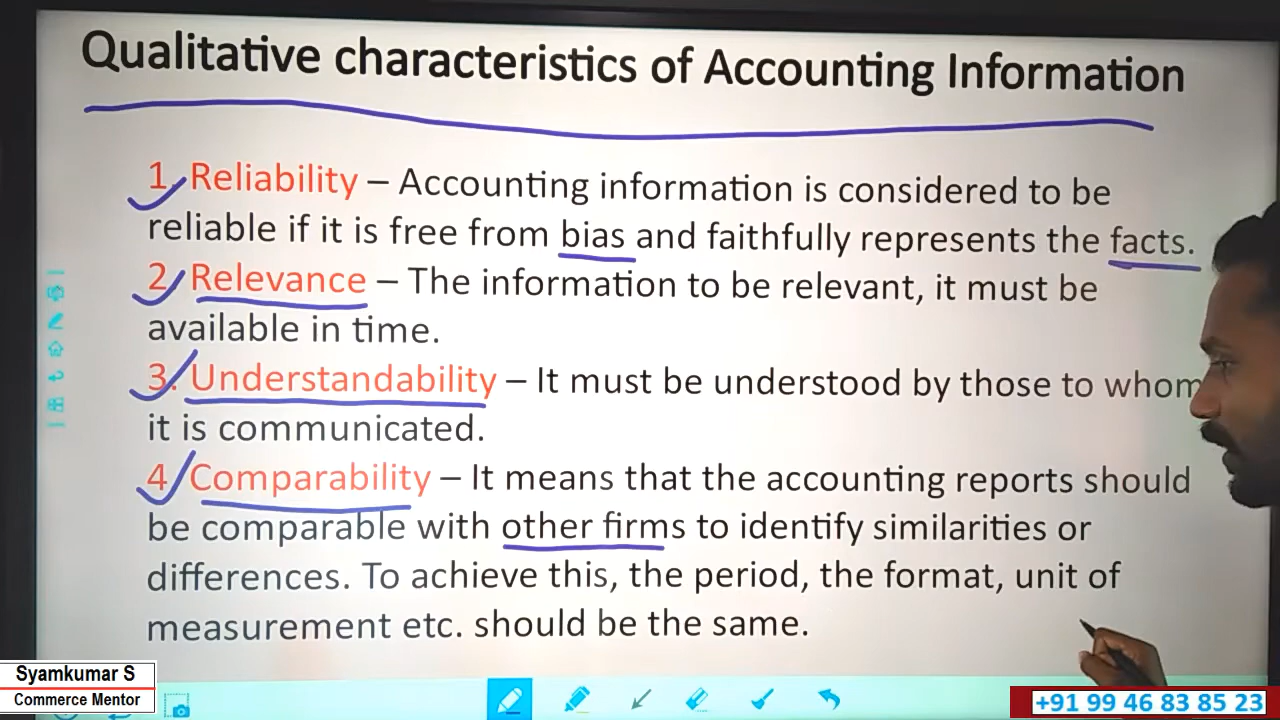 Qualitative characteristics of Accounting Information
1. Reliability – Accounting information is considered to be
reliable if it is free from bias and faithfully represents the facts.
2. Relevance – The information to be relevant, it must be
available in time.
3. Understandability – It must be understood by those to whom
it is communicated.
4. Comparability – It means that the accounting reports should
be comparable with other firms to identify similarities or
differences. To achieve this, the period, the format, unit of
measurement etc. should be the same.
Syamkumar S
Commerce Mentor
+91 99 46 83 85 23